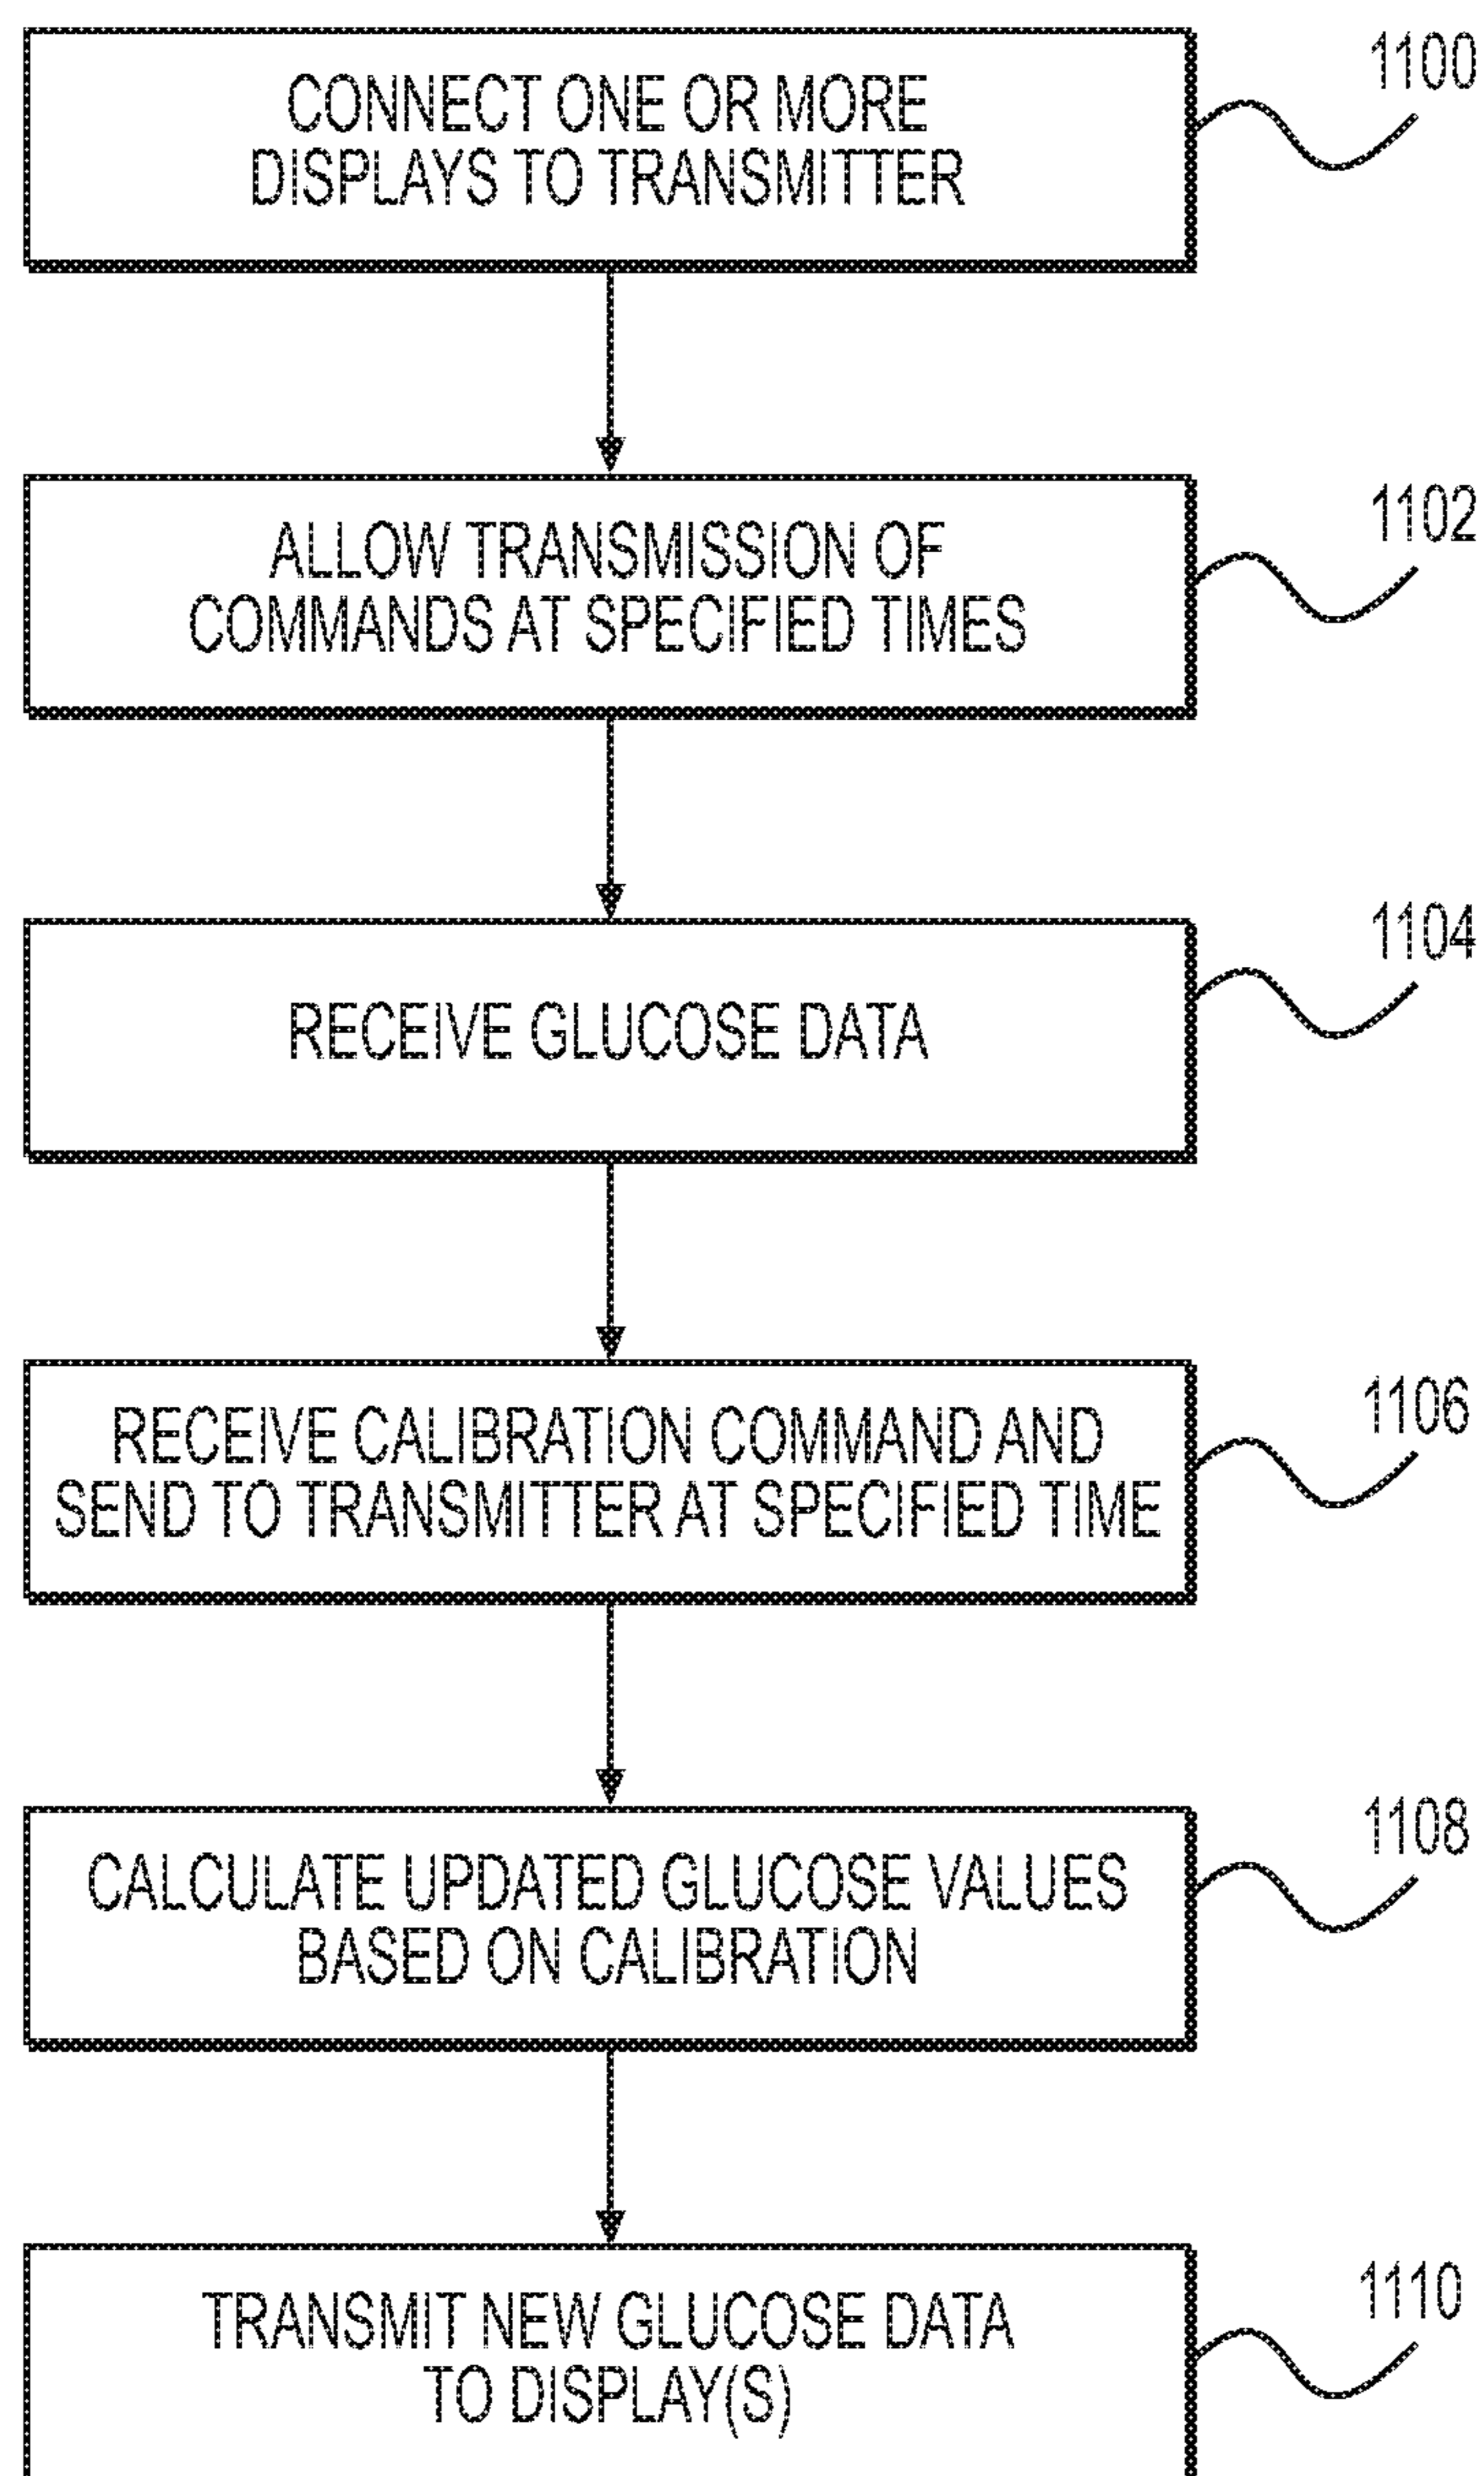 CONNECT ONE OR MORE
DISPLAYS TO TRANSMITTER
1100
ALLOW TRANSMISSION OF
COMMANDS AT SPECIFIED TIMES
1102
RECEIVE GLUCOSE DATA
1104
RECEIVE CALIBRATION COMMAND AND
SEND TO TRANSMITTER AT SPECIFIED TIME
1106
CALCULATE UPDATED GLUCOSE VALUES
BASED ON CALIBRATION
1108
TRANSMIT NEW GLUCOSE DATA
TO DISPLAY(S)
1110